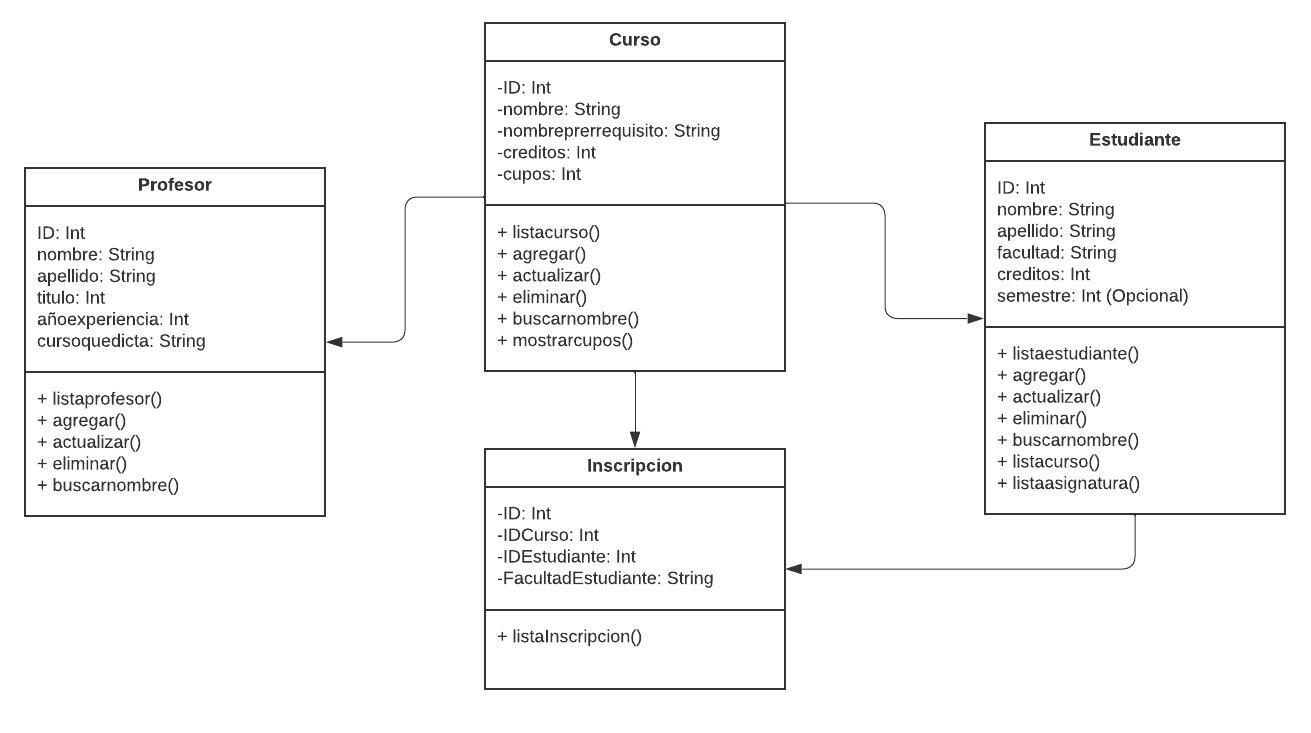 Curso
-ID: Int
-nombre: String
-nombreprerrequisito: String
-creditos: Int
-cupos: Int
+ listacurso()
+ agregar()
+ actualizar()
+ eliminar()
+ buscarnombre()
+ mostrarcupos()
Profesor
ID: Int
nombre: String
apellido: String
titulo: Int
añoexperiencia: Int
cursoquedicta: String
+ listaprofesor()
+ agregar()
+ actualizar()
+ eliminar()
+ buscarnombre()
Estudiante
ID: Int
nombre: String
apellido: String
facultad: String
creditos: Int
semestre: Int (Opcional)
+ listaestudiante()
+ agregar()
+ actualizar()
+ eliminar()
+ buscarnombre()
+ listacurso()
+ listaasignatura()
Inscripcion
-ID: Int
-IDCurso: Int
-IDEstudiante: Int
-FacultadEstudiante: String
+ listaInscripcion()